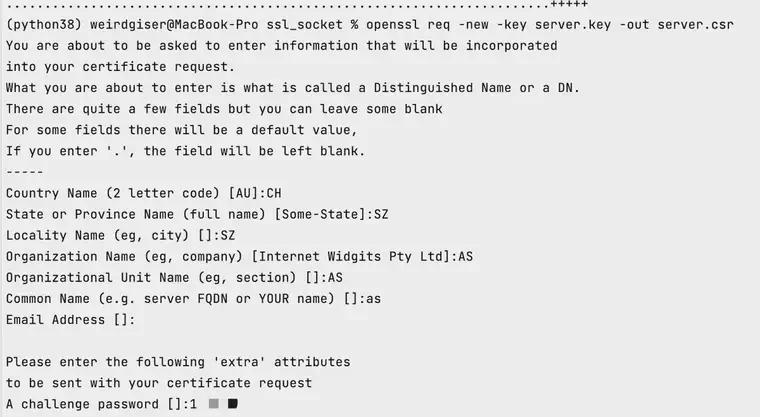 ...........................................................................+++++
(python38) weirdgiser@MacBook-Pro ssl_socket % openssl req -new -key server.key -out server.csr
You are about to be asked to enter information that will be incorporated
into your certificate request.
What you are about to enter is what is called a Distinguished Name or a DN.
There are quite a few fields but you can leave some blank
For some fields there will be a default value,
If you enter '.', the field will be left blank.
-----
Country Name (2 letter code) [AU]:CH
State or Province Name (full name) [Some-State]:SZ
Locality Name (eg, city) []:SZ
Organization Name (eg, company) [Internet Widgits Pty Ltd]:AS
Organizational Unit Name (eg, section) []:AS
Common Name (e.g. server FQDN or YOUR name) []:as
Email Address []:
Please enter the following 'extra' attributes
to be sent with your certificate request
A challenge password []:1